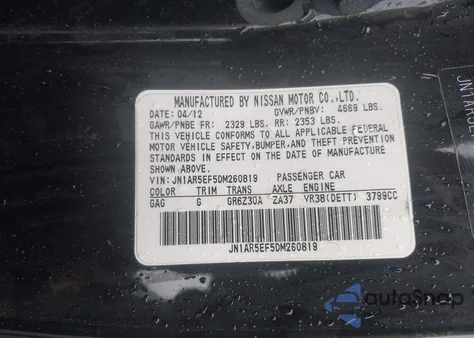 MANUFACTURED BY NISSAN MOTOR CO.,LTD.
DATE: 04/12 GVWR/PNBV: 4669 LBS.
GAWR/PNBE FR: 2329 LBS. RR: 2353 LBS.
THIS VEHICLE CONFORMS TO ALL APPLICABLE FEDERAL
MOTOR VEHICLE SAFETY,BUMPER,AND THEFT PREVENTION
STANDARDS IN EFFECT ON THE DATE OF MANUFACTURE
SHOWN ABOVE.
VIN: JN1AR5EF5DM260819 PASSENGER CAR
COLOR TRIM TRANS AXLE ENGINE
GAG G GR6Z30A ZA37 VR38(DETT) 3799CC
JN1AR5EF5DM260819
autoSnap